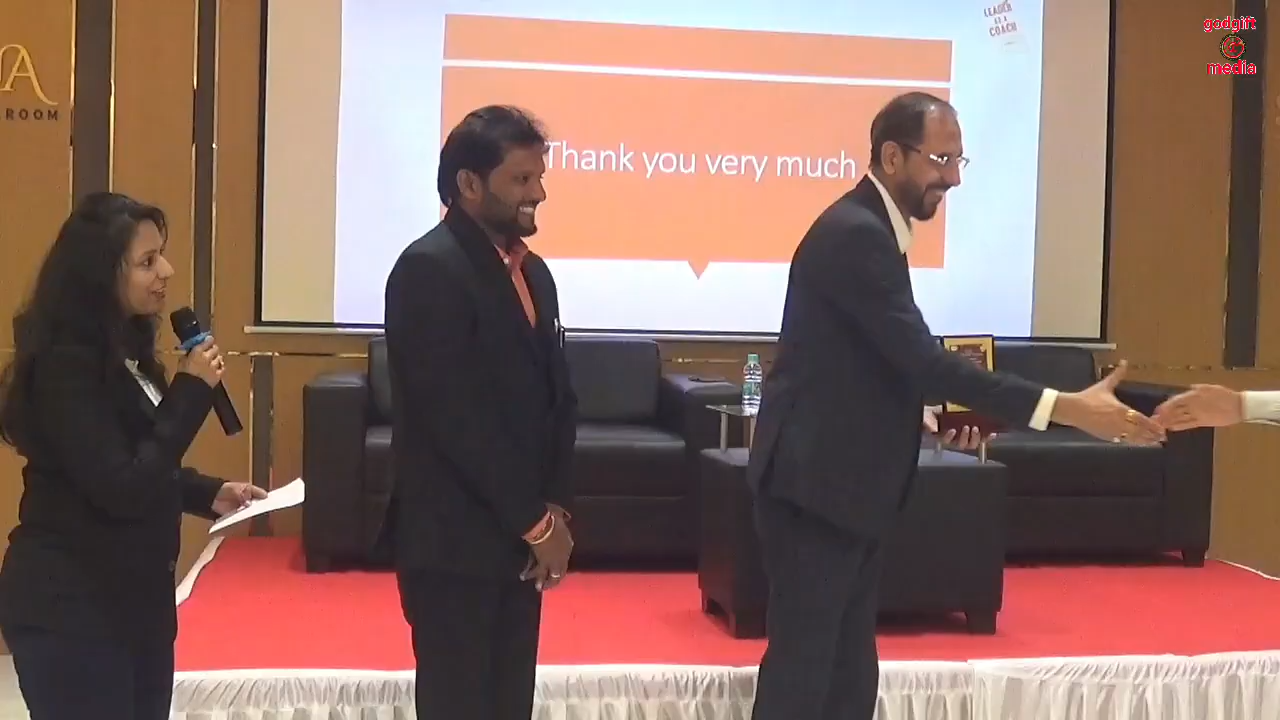 LEADER
AS A
COACH
godgift
media
Thank you very much
ROOM